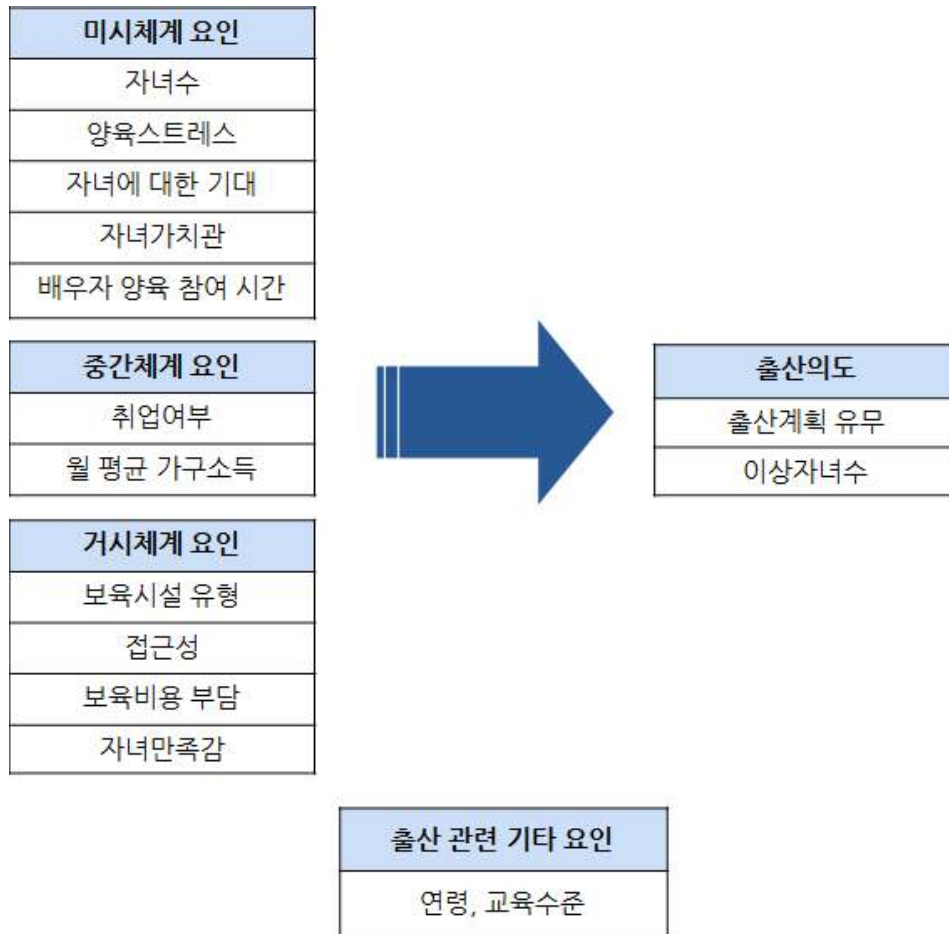 미시체계 요인
자녀수
양육스트레스
자녀에 대한 기대
자녀가치관
배우자 양육 참여 시간
중간체계 요인
취업여부
월 평균 가구소득
거시체계 요인
보육시설 유형
접근성
보육비용 부담
자녀만족감
출산의도
출산계획 유무
이상자녀수
출산 관련 기타 요인
연령, 교육수준